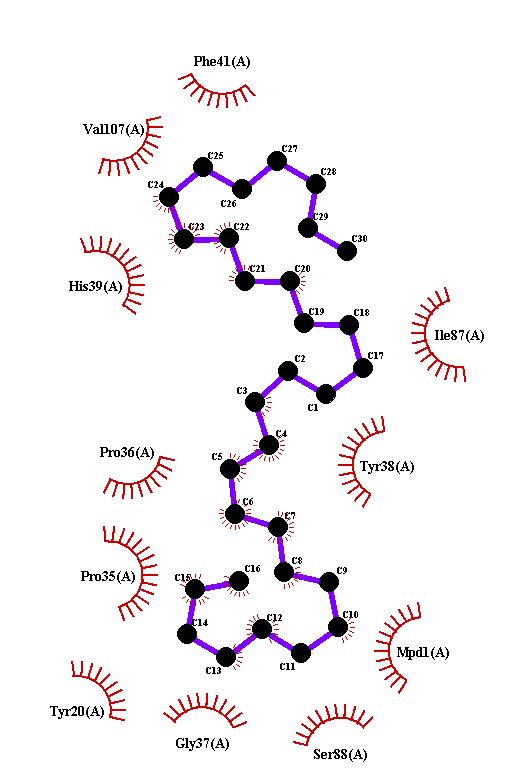 Phe41(A)
Val107(A)
C25
C27
C24
C26
C28
C23
C22
C29
C30
His39(A)
C21
C20
C19
C18
Ile87(A)
C2
C17
C3
C1
C4
Pro36(A)
C5
Tyr38(A)
C6
C7
C8
C9
Pro35(A)
C15
C16
C14
C12
C10
C13
C11
Mpd1(A)
Tyr20(A)
Gly37(A)
Ser88(A)